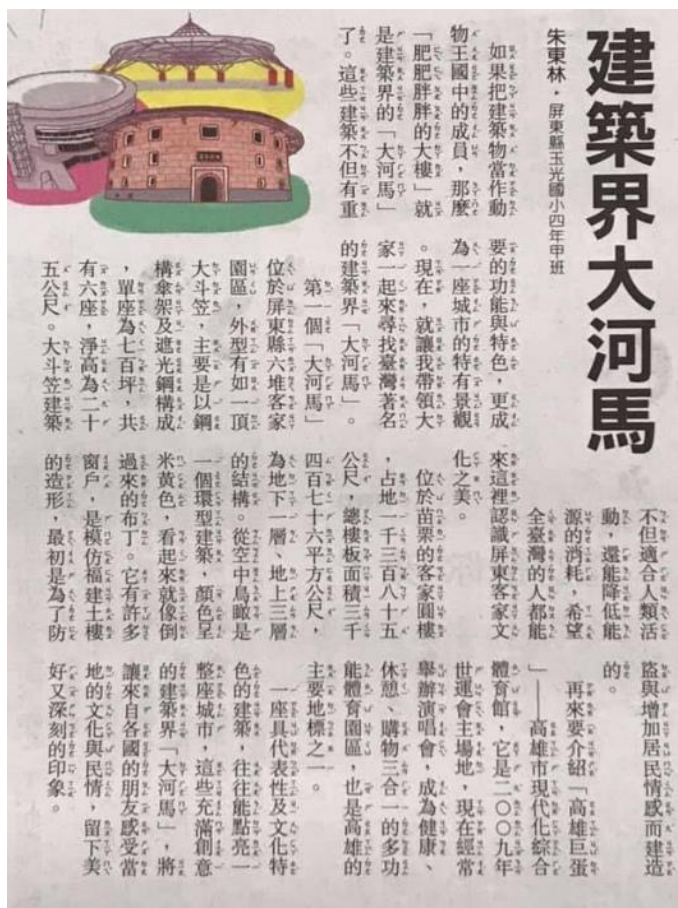 建築界大河馬
朱東林・屏東縣玉光國小四年甲班
如果把建築物當作動
物王國中的成員，那麼
「肥肥胖胖的大樓」就
是建築界的「大河馬」
了。這些建築不但有重
要的功能與特色，更成
為一座城市的特有景觀
。現在，就讓我帶領大
家一起來尋找臺灣著名
的建築界「大河馬」。
第一個「大河馬」
位於屏東縣六堆客家
園區，外型有如一頂
大斗笠，主要是以鋼
構傘架及遮光鋼構成
，單座為七百坪，共
有六座，淨高為二十
五公尺。大斗笠建築
不但適合人類活
動，還能降低能
源的消耗，希望
全臺灣的人都能
來這裡認識屏東客家文
化之美。
位於苗栗的客家圓樓
，占地一千三百八十五
公尺，總樓板面積三千
四百七十六平方公尺，
為地下一層、地上三層
的結構。從空中鳥瞰是
一個環型建築，顏色呈
米黃色，看起來就像倒
過來的布丁。它有許多
窗戶，是模仿福建土樓
的造形，最初是為了防
盜與增加居民情感而建造
的。
再來要介紹「高雄巨蛋
」——高雄市現代化綜合
體育館，它是二〇〇九年
世運會主場地，現在經常
舉辦演唱會，成為健康、
休憩、購物三合一的多功
能體育園區，也是高雄的
主要地標之一。
一座具代表性及文化特
色的建築，往往能點亮一
整座城市，這些充滿創意
的建築界「大河馬」，將
讓來自各國的朋友感受當
地的文化與民情，留下美
好又深刻的印象。